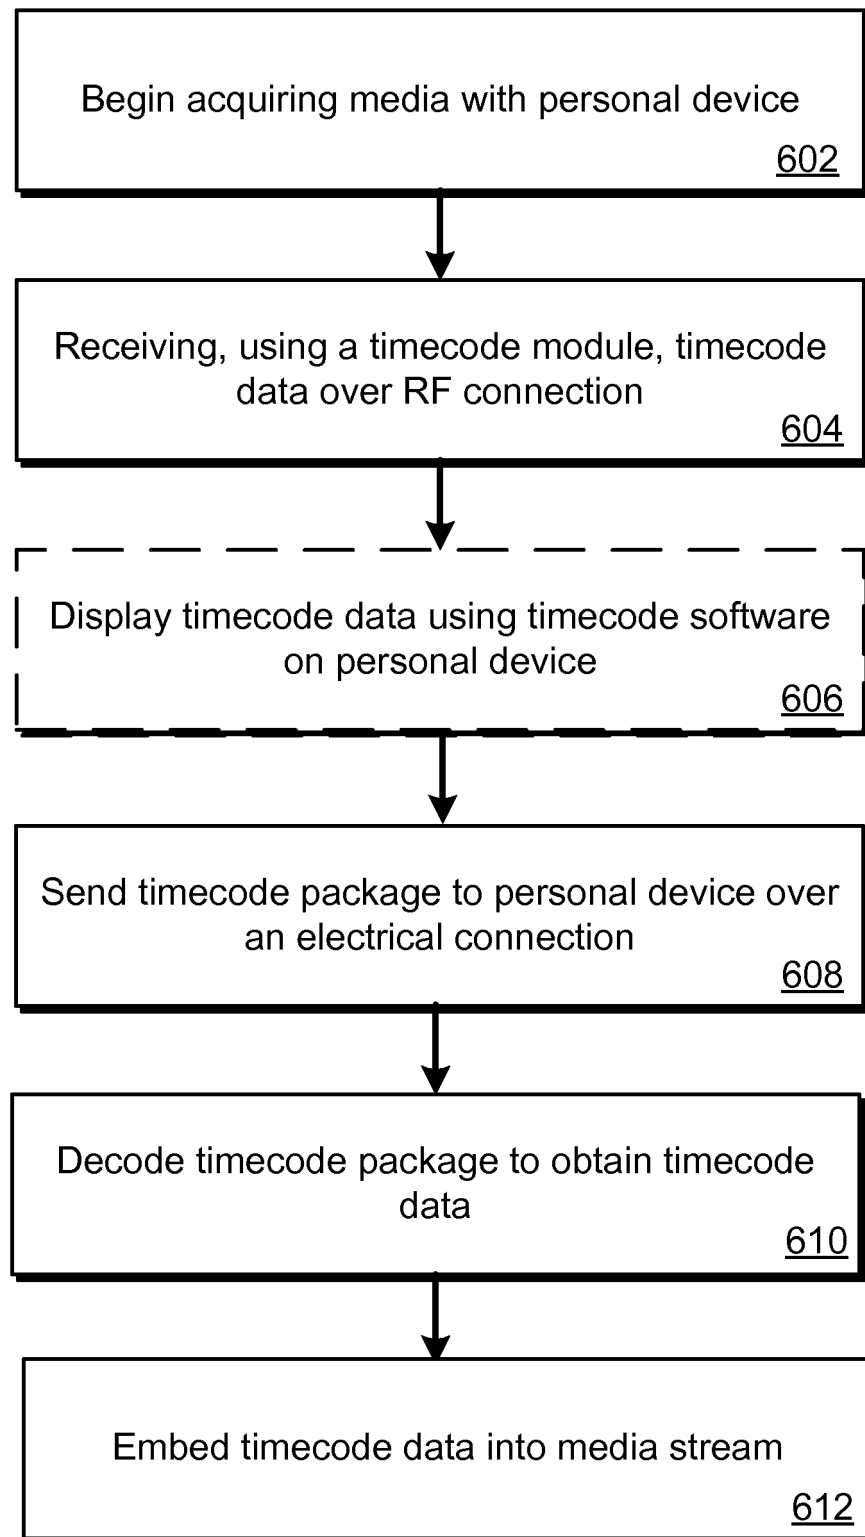 Begin acquiring media with personal device
602
Receiving, using a timecode module, timecode
data over RF connection
604
Display timecode data using timecode software
on personal device
606
Send timecode package to personal device over
an electrical connection
608
Decode timecode package to obtain timecode
data
610
Embed timecode data into media stream
612